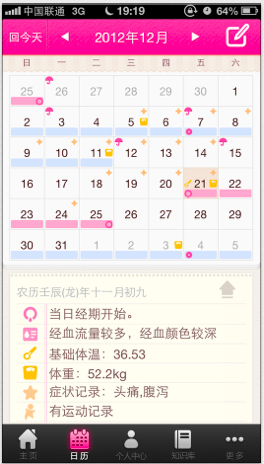 中国联通 3G 19:19 64%
回今天 2012年12月
日 一 二 三 四 五 六
25 26 27 28 29 30 1
2 3 4 5 6 7 8
9 10 11 12 13 14 15
16 17 18 19 20 21 22
23 24 25 26 27 28 29
30 31 1 2 3 4 5
农历壬辰(龙)年十一月初九
当日经期开始。
经血流量较多，经血颜色较深
基础体温：36.53
体重：52.2kg
症状记录：头痛,腹泻
有运动记录
主页 日历 个人中心 知识库 更多